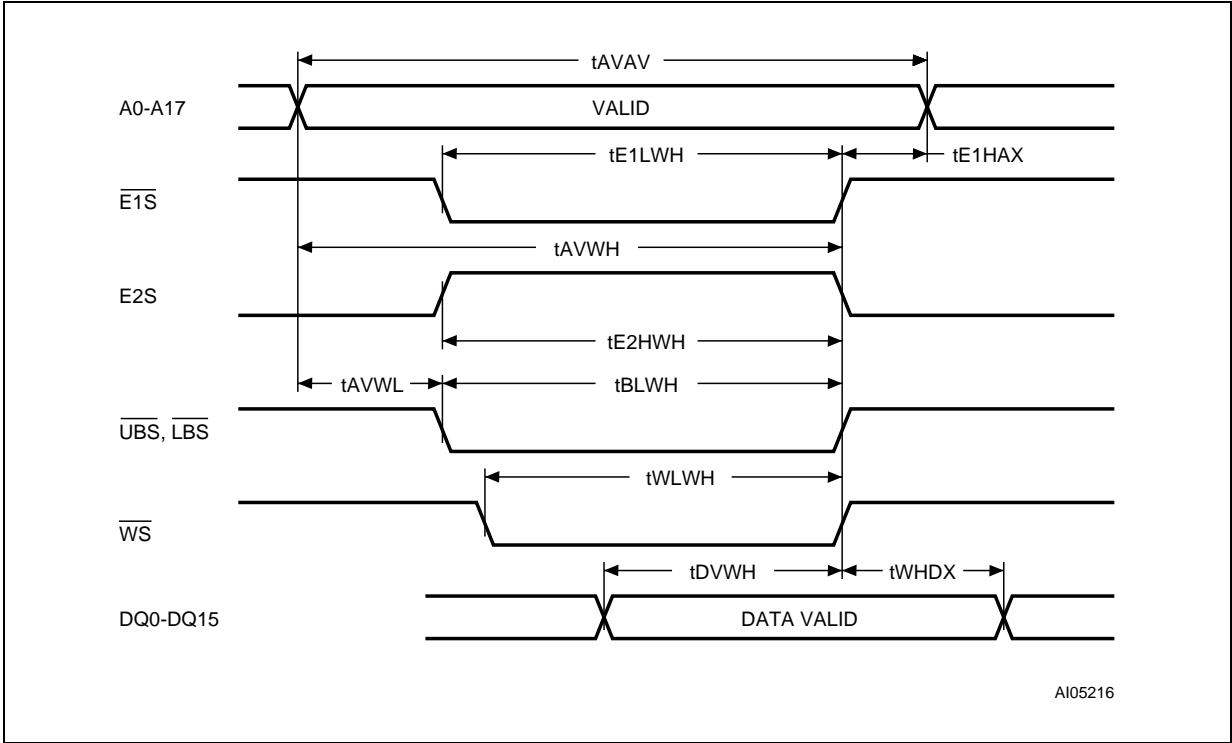 tAVAV
A0-A17 VALID
tE1LWH tE1HAX
E1S
tAVWH
E2S
tE2HWH
tAVWL tBLWH
UBS, LBS
tWLWH
WS
tDVWH tWHDX
DQ0-DQ15 DATA VALID
AI05216